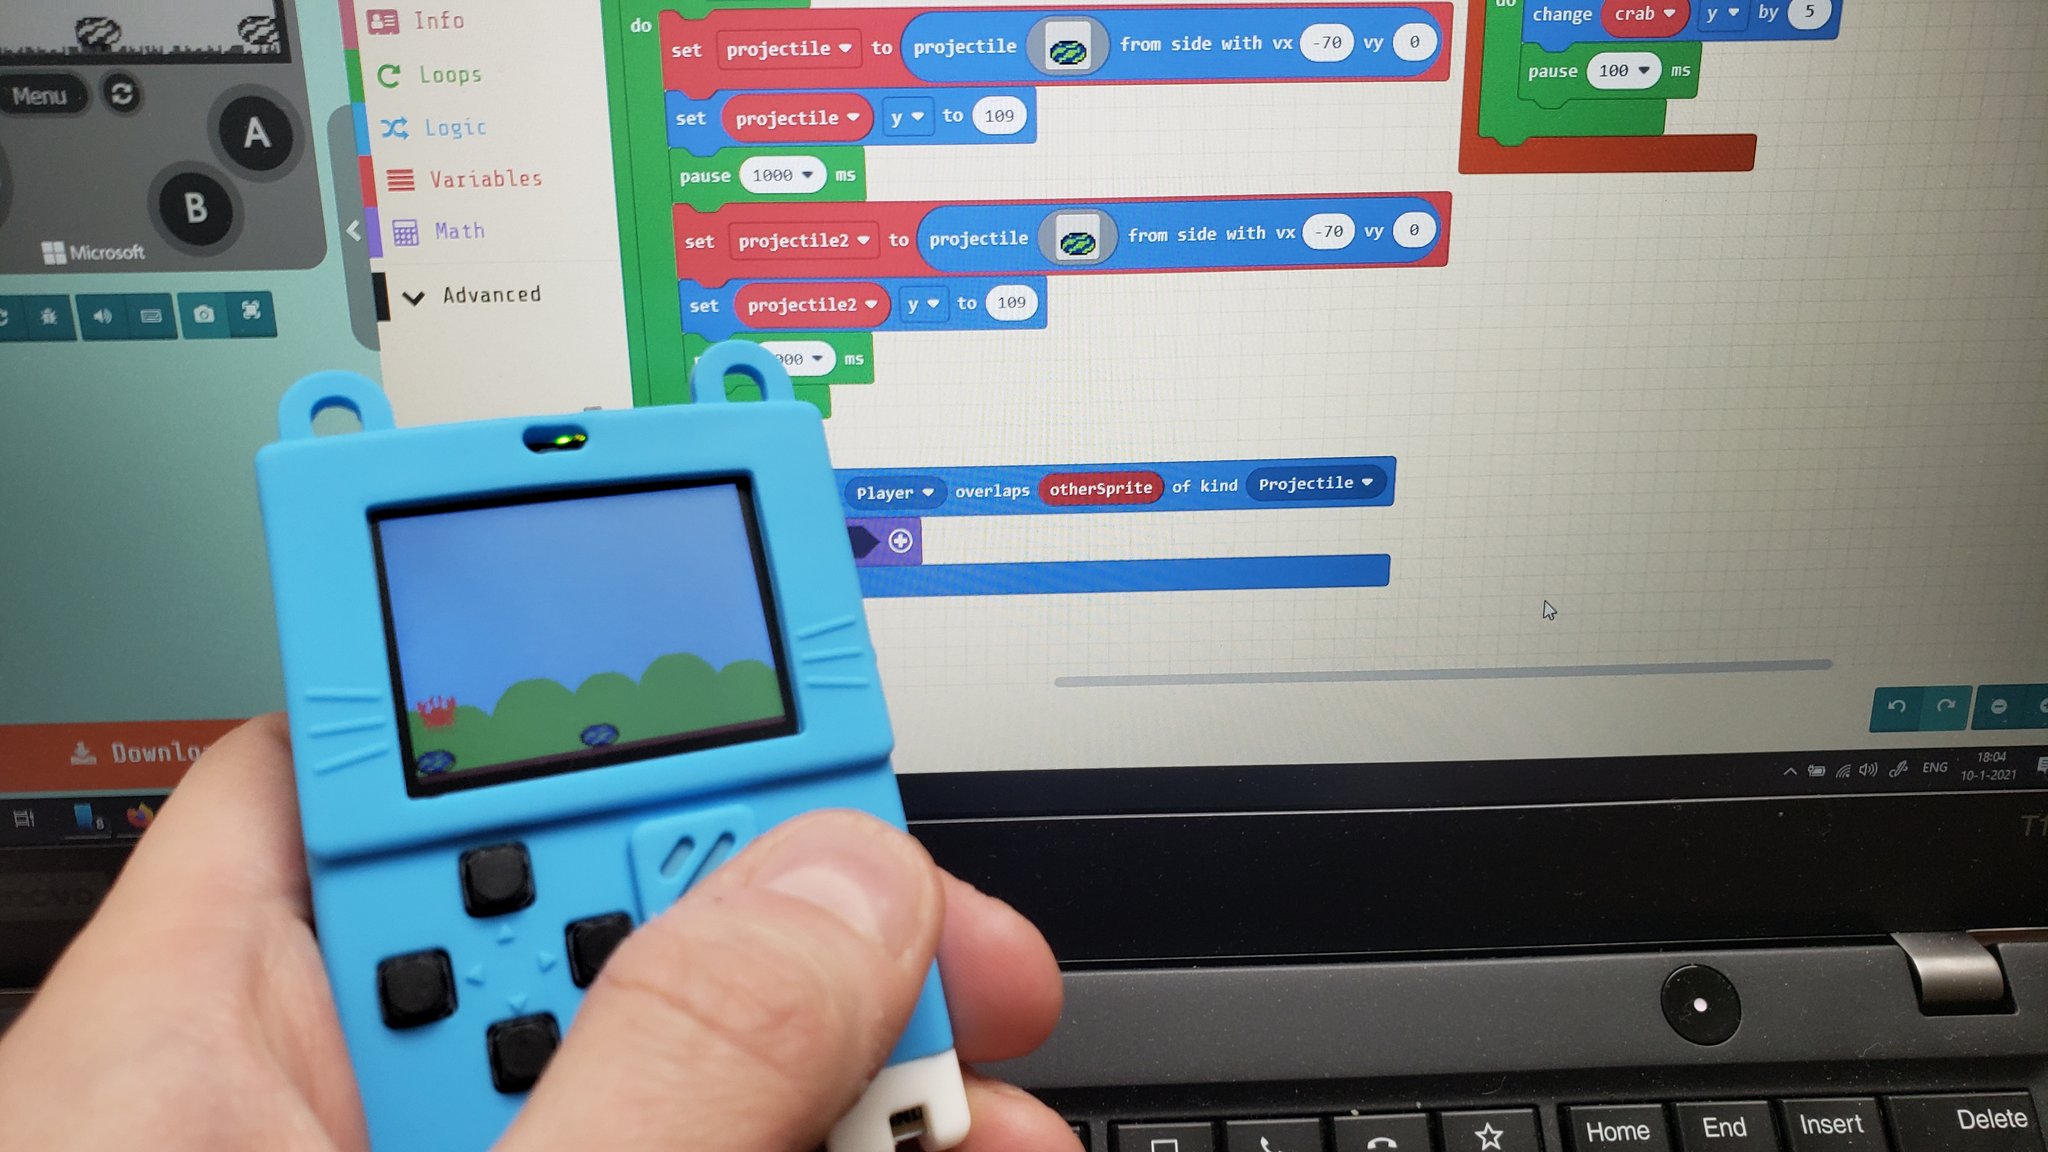 Menu
A
B
Microsoft
Info
Loops
Logic
Variables
Math
Advanced
do
set projectile to projectile from side with vx -70 vy 0
set projectile y to 109
pause 1000 ms
set projectile2 to projectile from side with vx -70 vy 0
set projectile2 y to 109
ms
do
change crab y by 5
pause 100 ms
Player overlaps otherSprite of kind Projectile
8
ENG
18:04
10-1-2021
Home
End
Insert
Delete